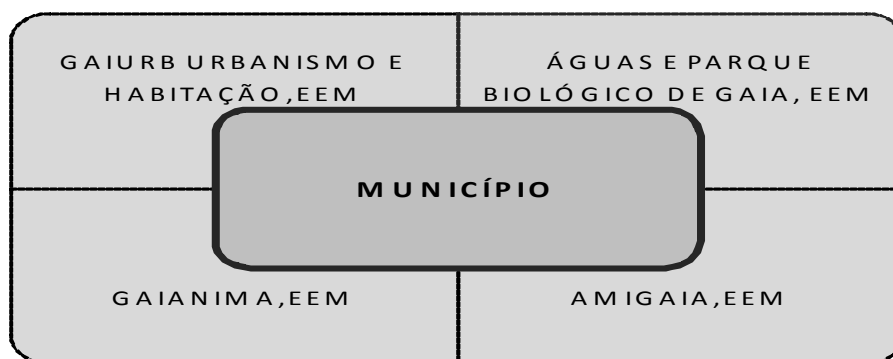 GAIURB URBANISMO E
HABITAÇÃO,EEM
ÁGUAS E PARQUE
BIOLÓGICO DE GAIA, EEM
MUNICÍPIO
GAIANIMA,EEM
AMIGAIA,EEM